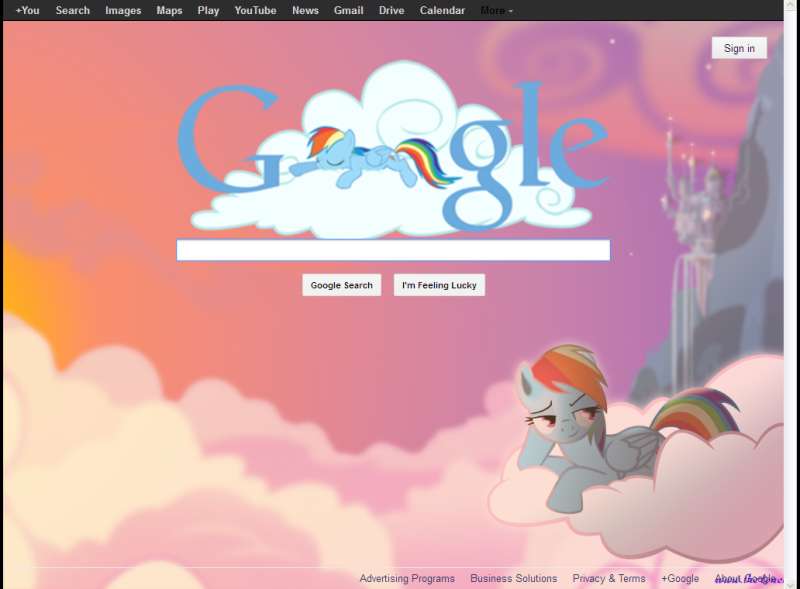 +You Search Images Maps Play YouTube News Gmail Drive Calendar More
Sign in
Google
Google Search I'm Feeling Lucky
Advertising Programs Business Solutions Privacy & Terms +Google About Google